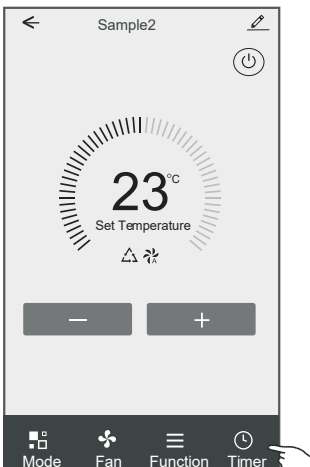 Sample2
23°C
Set Temperature
A
− +
Mode Fan Function Timer